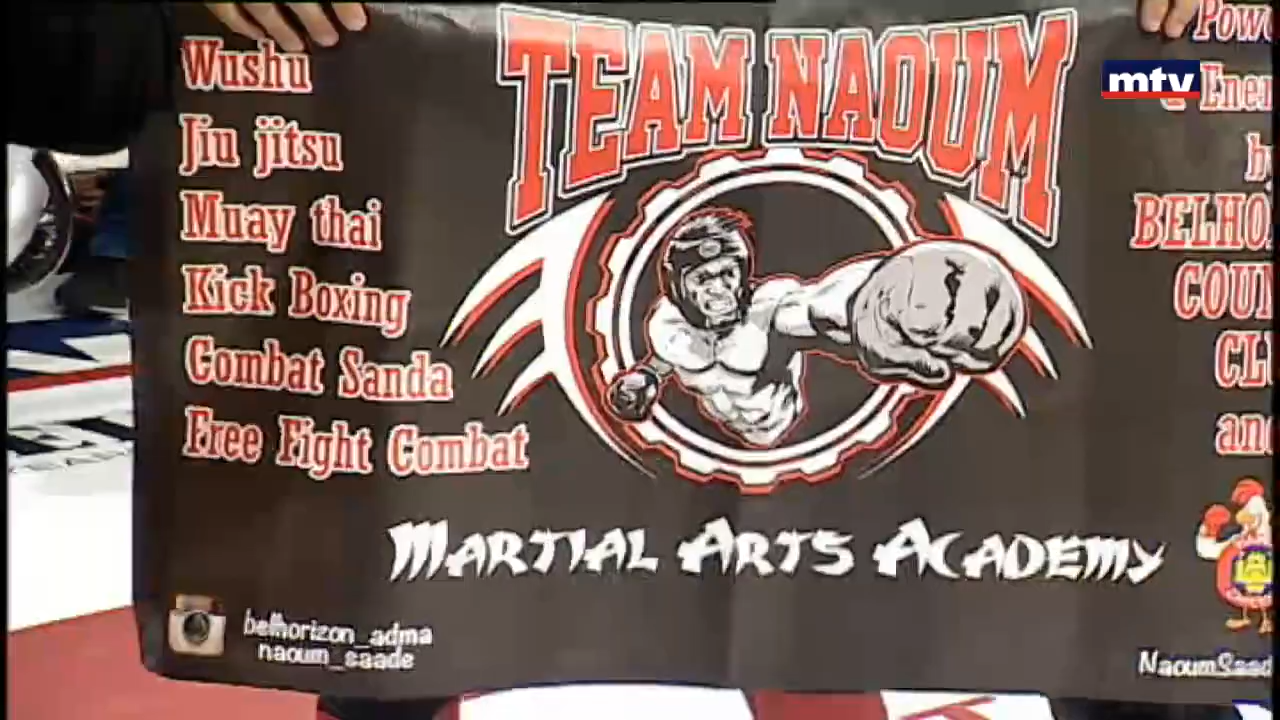 Wushu
Jiu jitsu
Muay thai
Kick Boxing
Combat Sanda
Free Fight Combat
TEAM NAOUM
MARTIAL ARTS ACADEMY
belhorizon_adma
naoum_saade
mtv